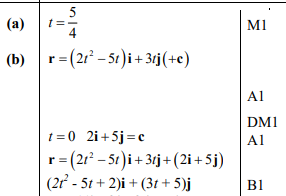 (a) t = 5/4 M1
(b) r = (2t² – 5t)i + 3tj (+c)
A1
DM1
t = 0 2i + 5j = c A1
r = (2t² – 5t)i + 3tj + (2i + 5j)
(2t² - 5t + 2)i + (3t + 5)j B1